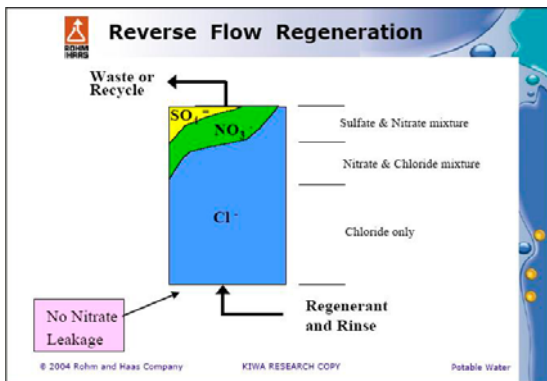 ROHM
HAAS
Reverse Flow Regeneration
Waste or
Recycle
SO₄⁼
NO₃⁻
Cl⁻
Sulfate & Nitrate mixture
Nitrate & Chloride mixture
Chloride only
No Nitrate
Leakage
Regenerant
and Rinse
© 2004 Rohm and Haas Company
KIWA RESEARCH COPY
Potable Water